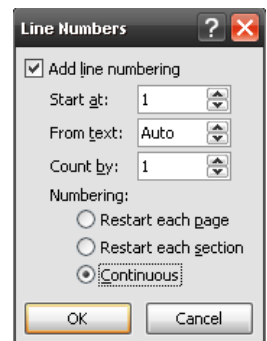 Line Numbers
Add line numbering
Start at: 1
From text: Auto
Count by: 1
Numbering:
Restart each page
Restart each section
Continuous
OK Cancel